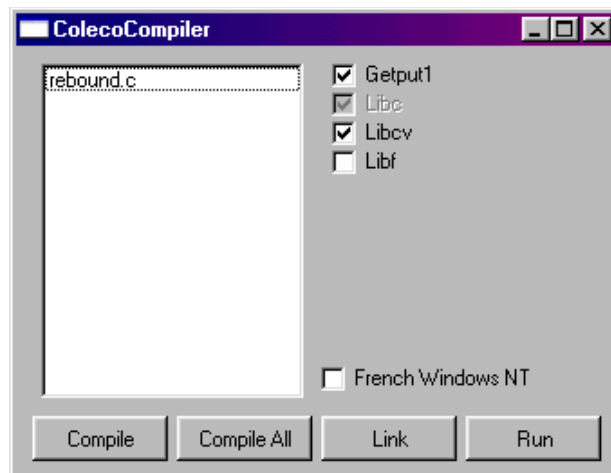 ColecoCompiler
rebound.c
Getput1
Libc
Libcv
Libf
French Windows NT
Compile
Compile All
Link
Run